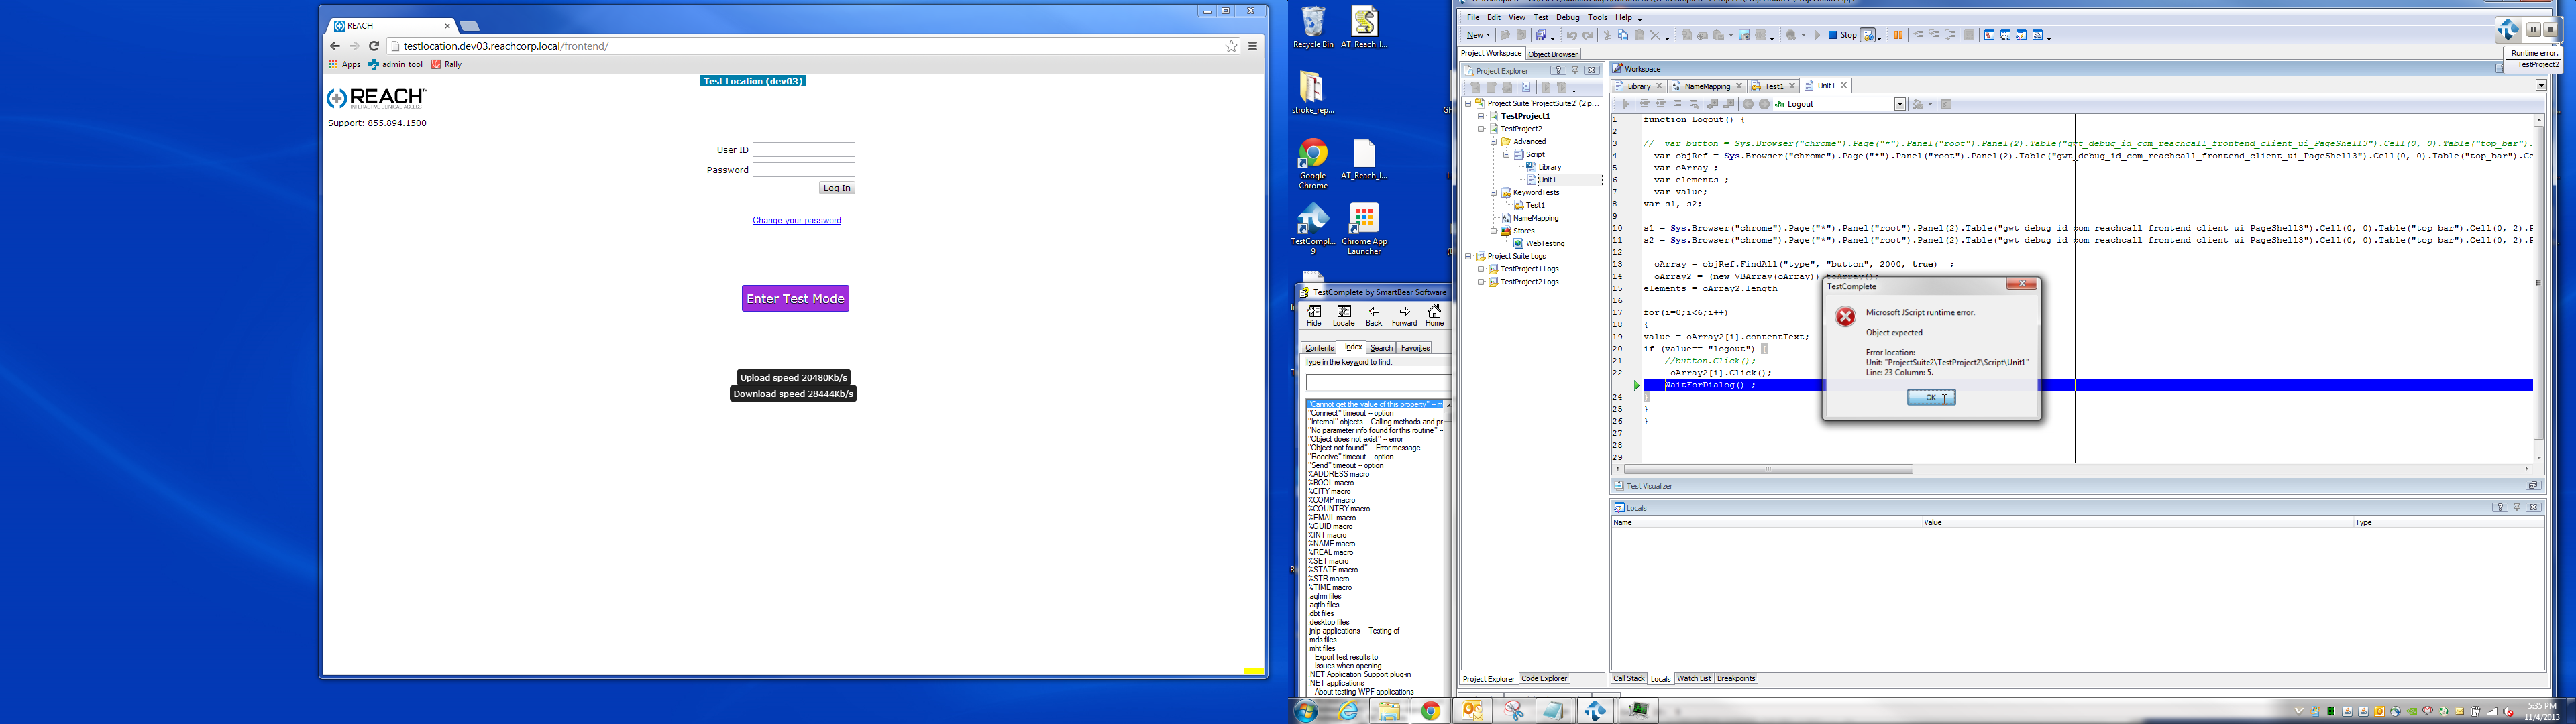 REACH
testlocation.dev03.reachcorp.local/frontend/
Apps admin_tool Rally
Test Location (dev03)
REACH
INTERACTIVE CLINICAL ACCESS
Support: 855.894.1500
User ID
Password
Log In
Change your password
Enter Test Mode
Upload speed 20480Kb/s
Download speed 28444Kb/s
Recycle Bin AT_Reach_I...
stroke_rep...
Google Chrome AT_Reach_I...
TestCompl... 9 Chrome App Launcher
TestComplete by SmartBear Software
Hide Locate Back Forward Home
Contents Index Search Favorites
Type in the keyword to find:
"Cannot get the value of this property" -- m
"Connect" timeout -- option
"Internal" objects -- Calling methods and pr
"No parameter info found for this routine" --
"Object does not exist" -- error
"Object not found" -- Error message
"Receive" timeout -- option
"Send" timeout -- option
%ADDRESS macro
%BOOL macro
%CITY macro
%COMP macro
%COUNTRY macro
%EMAIL macro
%GUID macro
%INT macro
%NAME macro
%REAL macro
%SET macro
%STATE macro
%STR macro
%TIME macro
.aqfm files
.aqtlb files
.dbt files
.desktop files
.jnlp applications -- Testing of
.mds files
.mht files
Export test results to
Issues when opening
.NET Application Support plug-in
.NET applications
About testing WPF applications
File Edit View Test Debug Tools Help
New Stop
Runtime error.
TestProject2
Project Workspace Object Browser
Project Explorer
Project Suite 'ProjectSuite2' (2 p...
TestProject1
TestProject2
Advanced
Script
Library
Unit1
KeywordTests
Test1
NameMapping
Stores
WebTesting
Project Suite Logs
TestProject1 Logs
TestProject2 Logs
Project Explorer Code Explorer
Workspace
Library NameMapping Test1 Unit1
Logout
1 function Logout() {
2
3 // var button = Sys.Browser("chrome").Page("*").Panel("root").Panel(2).Table("gwt_debug_id_com_reachcall_frontend_client_ui_PageShell3").Cell(0, 0).Table("top_bar").
4 var objRef = Sys.Browser("chrome").Page("*").Panel("root").Panel(2).Table("gwt_debug_id_com_reachcall_frontend_client_ui_PageShell3").Cell(0, 0).Table("top_bar").Ce
5 var oArray ;
6 var elements ;
7 var value;
8 var s1, s2;
9
10 s1 = Sys.Browser("chrome").Page("*").Panel("root").Panel(2).Table("gwt_debug_id_com_reachcall_frontend_client_ui_PageShell3").Cell(0, 0).Table("top_bar").Cell(0, 2).P
11 s2 = Sys.Browser("chrome").Page("*").Panel("root").Panel(2).Table("gwt_debug_id_com_reachcall_frontend_client_ui_PageShell3").Cell(0, 0).Table("top_bar").Cell(0, 2).P
12
13 oArray = objRef.FindAll("type", "button", 2000, true) ;
14 oArray2 = (new VBArray(oArray)).toArray();
15 elements = oArray2.length
16
17 for(i=0;i<6;i++)
18 {
19 value = oArray2[i].contentText;
20 if (value== "logout") {
21 //button.Click();
22 oArray2[i].Click();
WaitForDialog() ;
24 }
25 }
26 }
27
28
29
TestComplete
Microsoft JScript runtime error.
Object expected
Error location:
Unit: "ProjectSuite2\TestProject2\Script\Unit1"
Line: 23 Column: 5.
OK
Test Visualizer
Locals
Name Value Type
Call Stack Locals Watch List Breakpoints
5:35 PM
11/4/2013